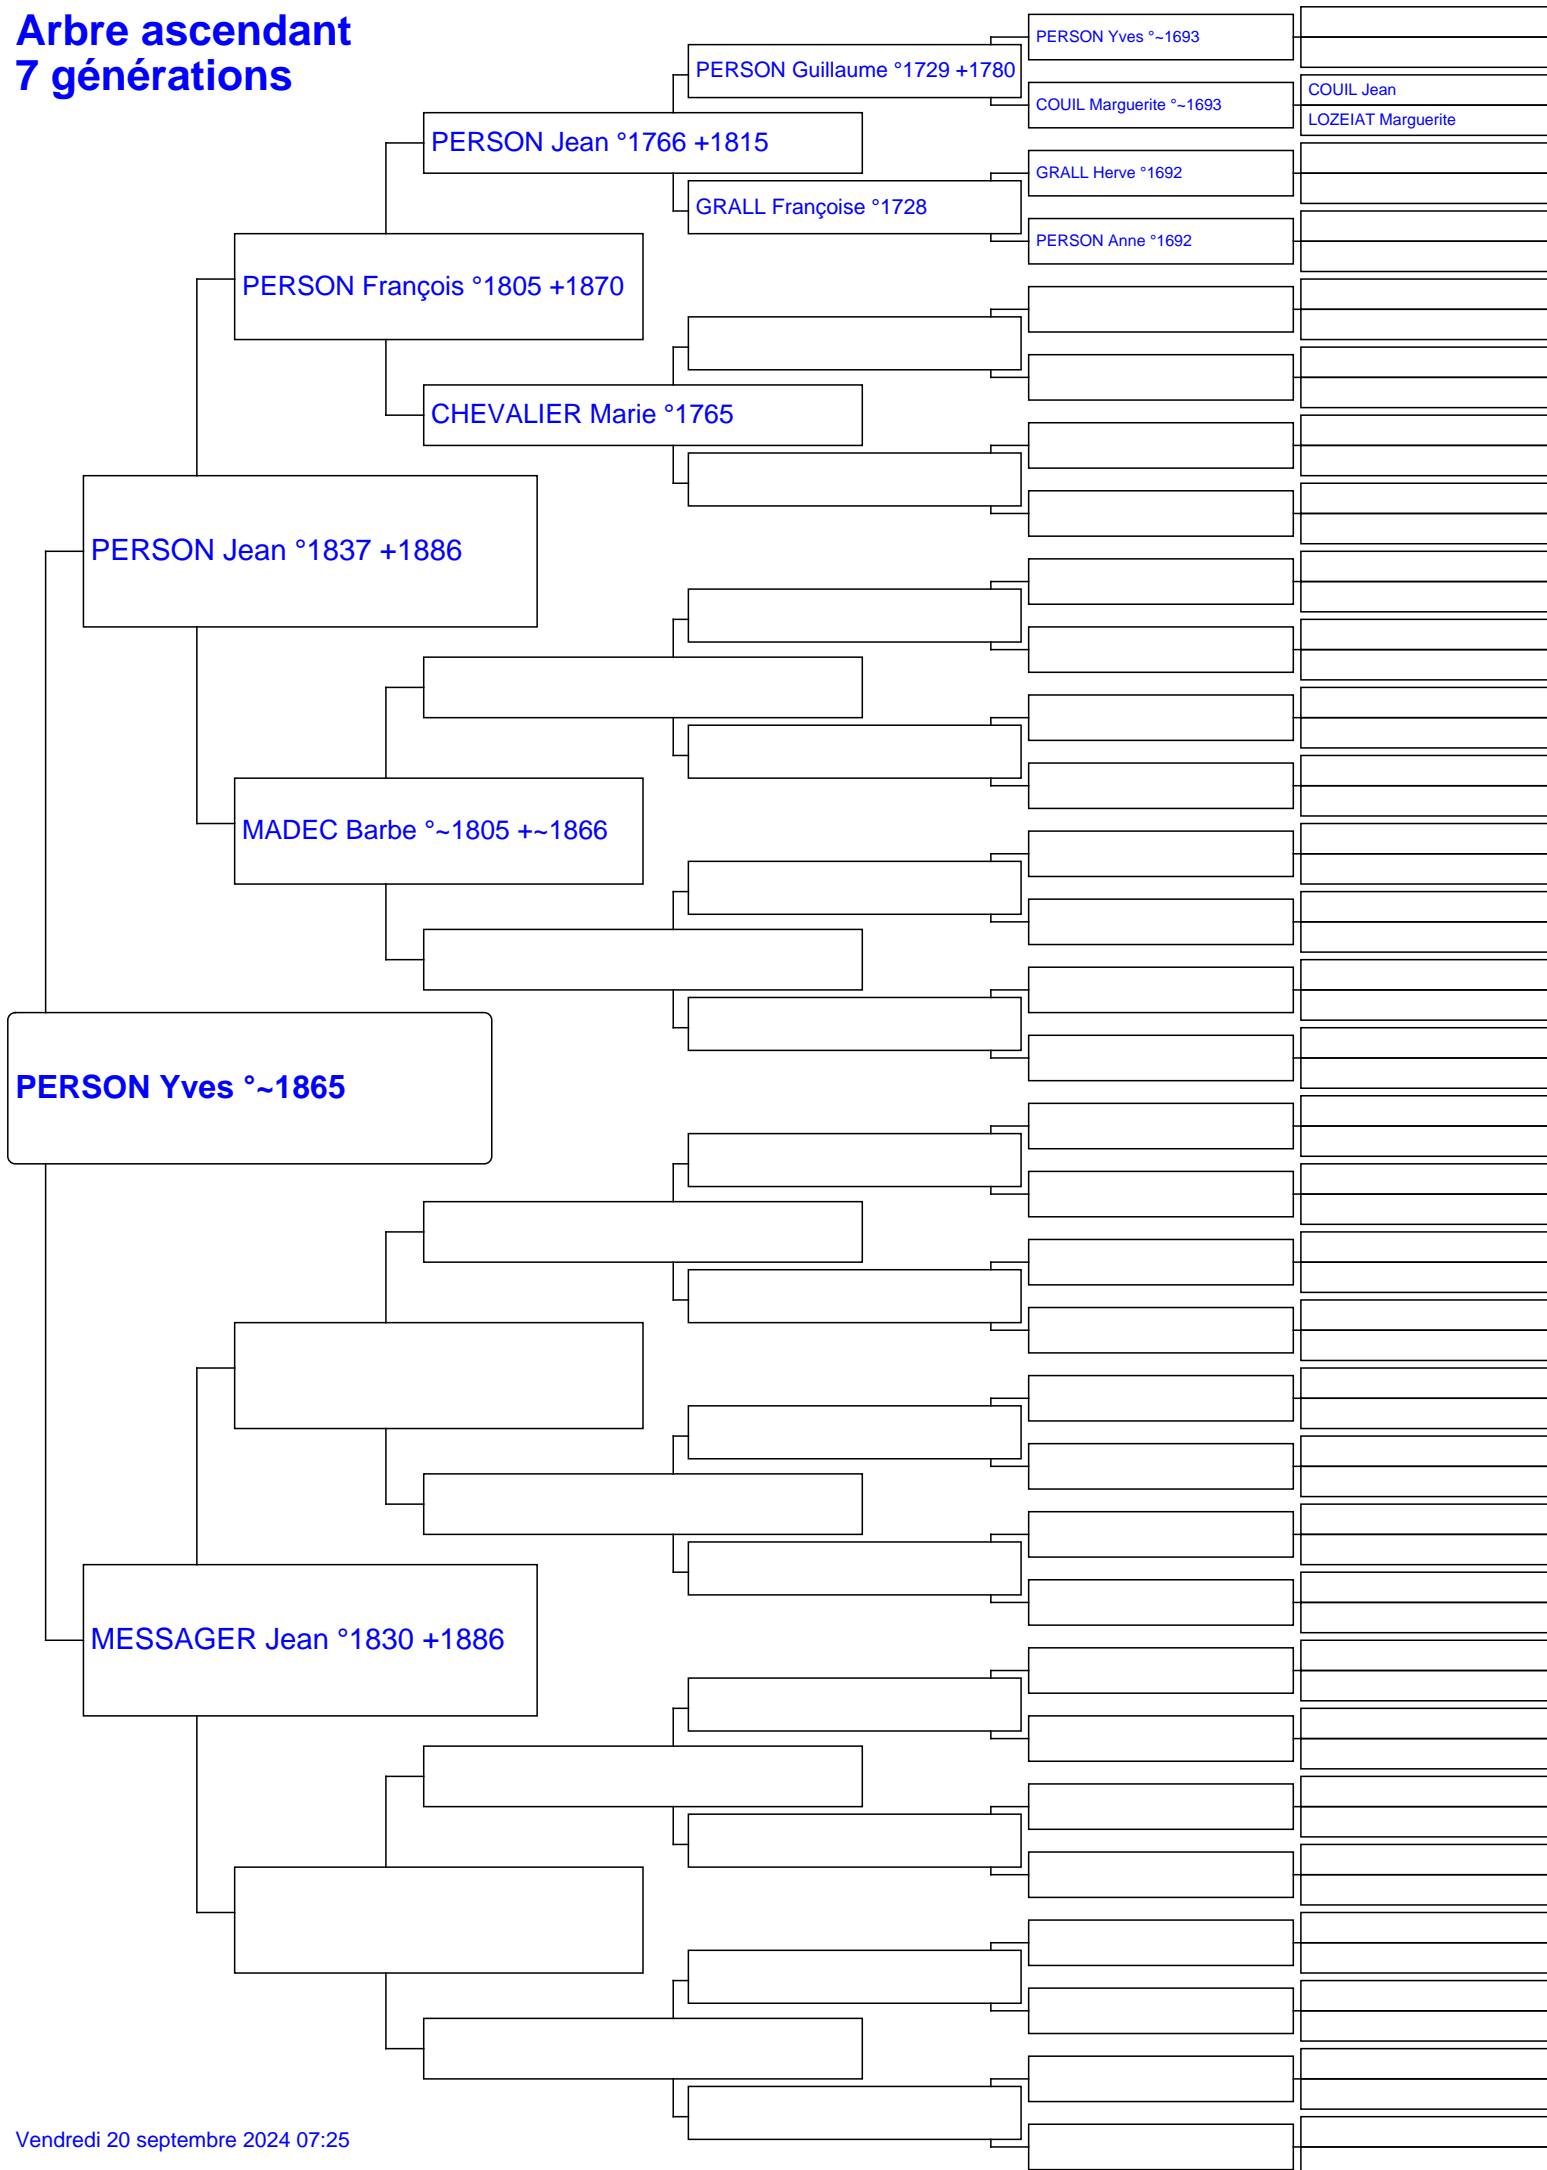 Arbre ascendant
7 générations
PERSON Yves °~1693
PERSON Guillaume °1729 +1780
COUIL Jean
COUIL Marguerite °~1693
LOZEIAT Marguerite
PERSON Jean °1766 +1815
GRALL Herve °1692
GRALL Françoise °1728
PERSON Anne °1692
PERSON François °1805 +1870
CHEVALIER Marie °1765
PERSON Jean °1837 +1886
MADEC Barbe °~1805 +~1866
PERSON Yves °~1865
MESSAGER Jean °1830 +1886
Vendredi 20 septembre 2024 07:25